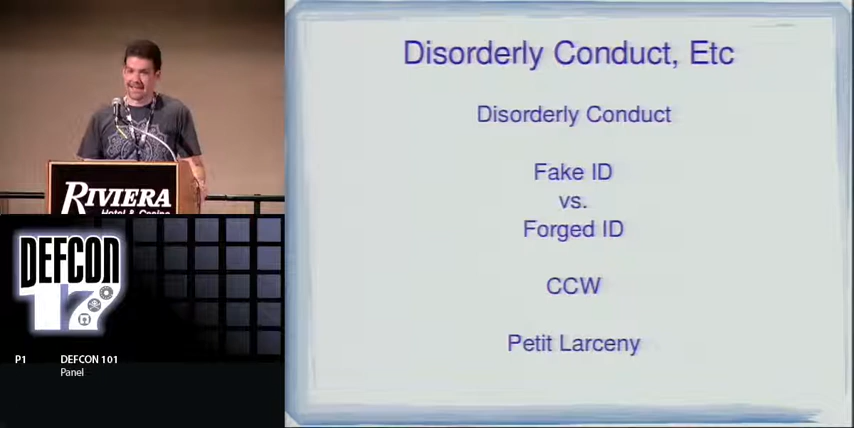 Disorderly Conduct, Etc
Disorderly Conduct
Fake ID
vs.
Forged ID
CCW
Petit Larceny
RIVIERA
Hotel & Casino
DEFCON
17
P1 DEFCON 101
Panel